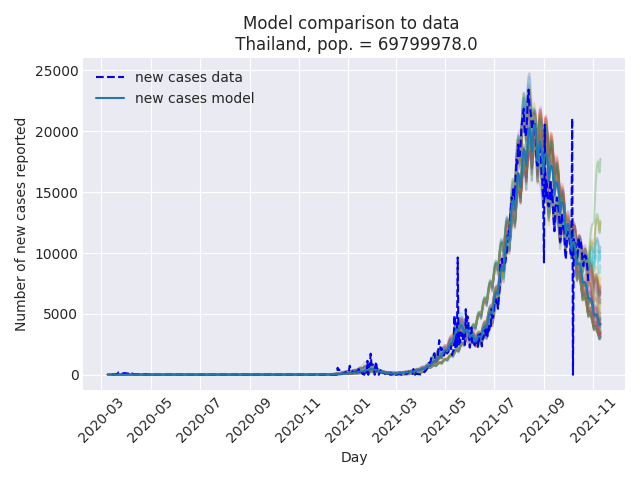 Model comparison to data
Thailand, pop. = 69799978.0
new cases data
new cases model
Number of new cases reported
25000
20000
15000
10000
5000
0
2020-03
2020-05
2020-07
2020-09
2020-11
2021-01
2021-03
2021-05
2021-07
2021-09
2021-11
Day